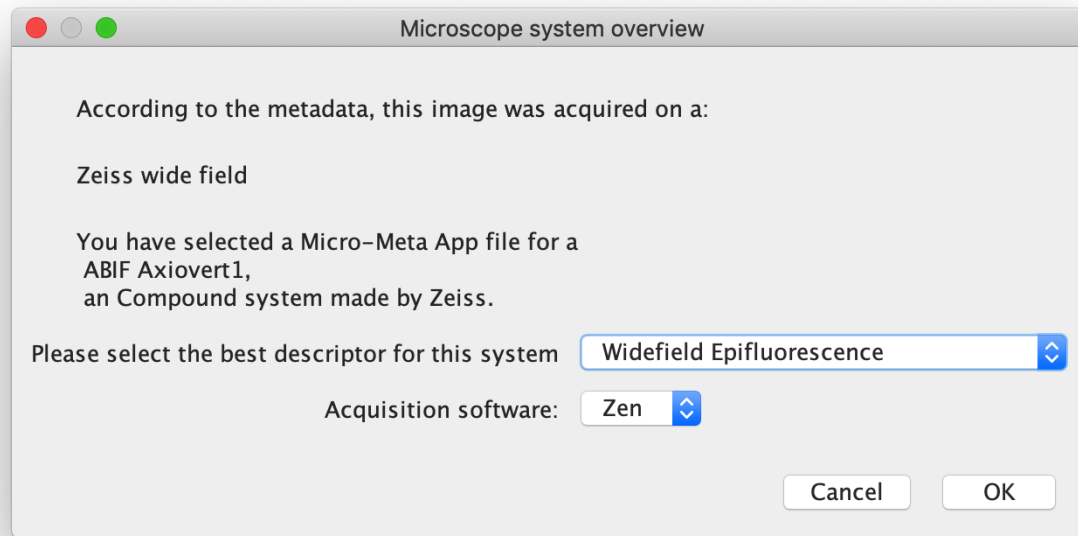 Microscope system overview
According to the metadata, this image was acquired on a:
Zeiss wide field
You have selected a Micro-Meta App file for a
ABIF Axiovert1,
an Compound system made by Zeiss.
Please select the best descriptor for this system
Widefield Epifluorescence
Acquisition software:
Zen
Cancel
OK